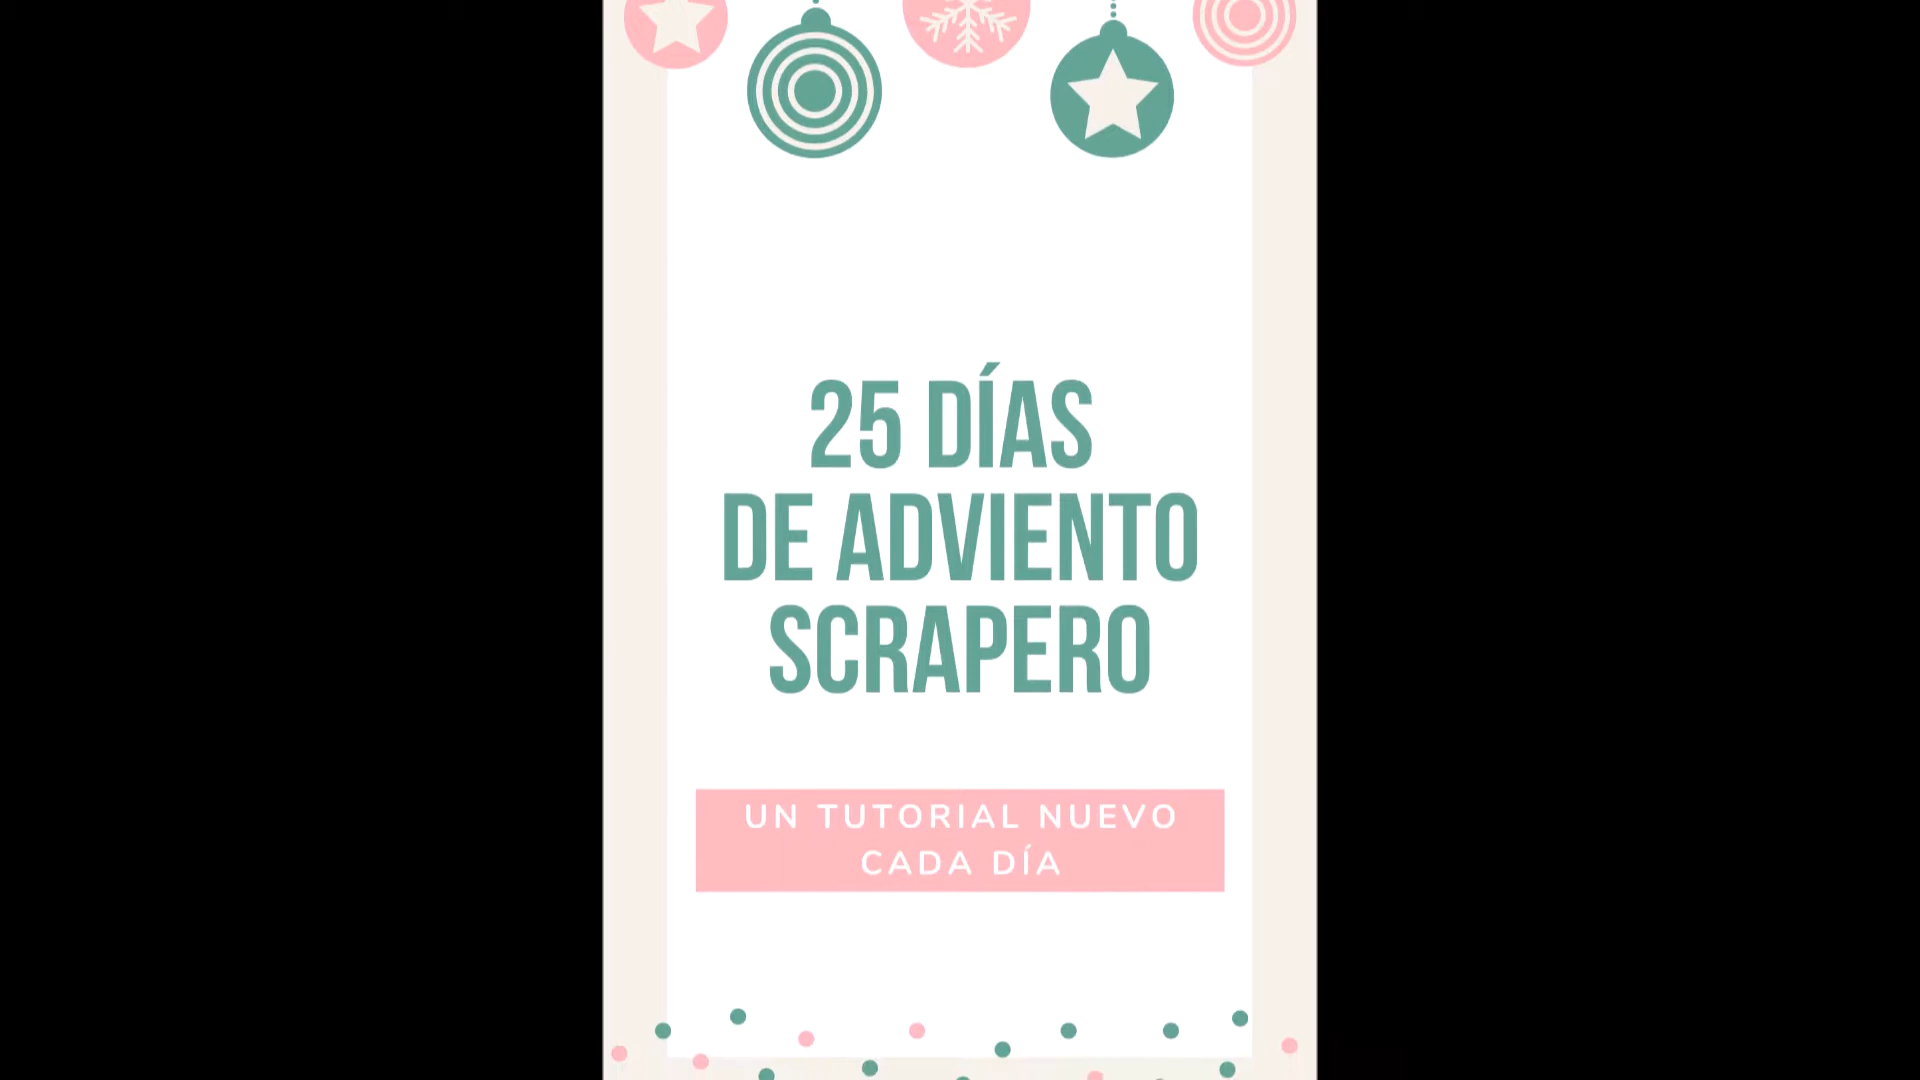 25 DÍAS
DE ADVIENTO
SCRAPERO
UN TUTORIAL NUEVO
CADA DÍA